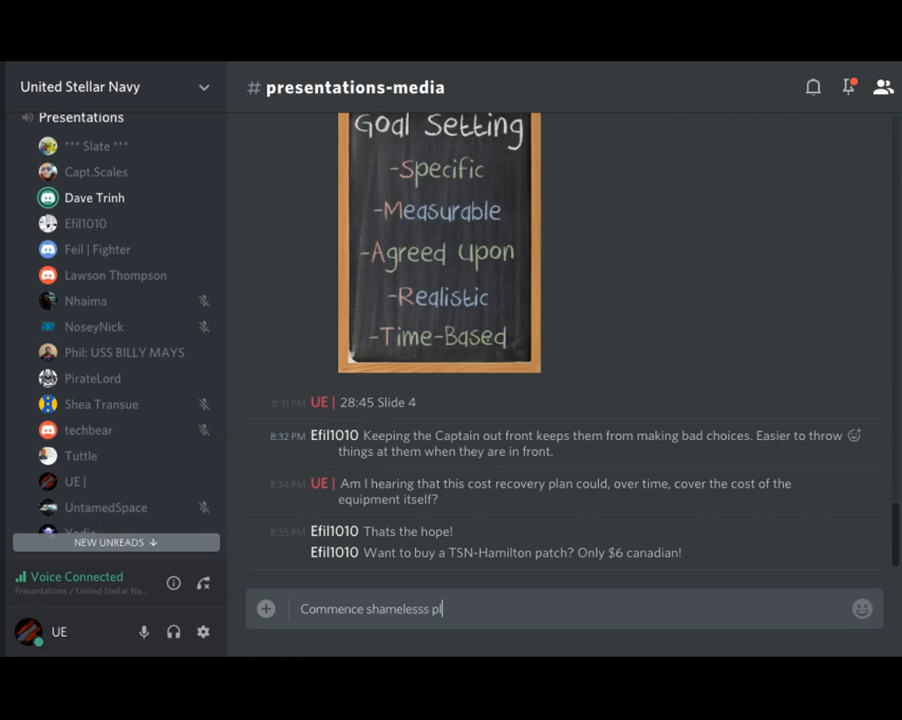 United Stellar Navy
Presentations
*** Slate ***
Capt.Scales
Dave Trinh
Efil1010
Feil | Fighter
Lawson Thompson
Nhaima
NoseyNick
Phil: USS BILLY MAYS
PirateLord
Shea Transue
techbear
Tuttle
UE |
UntamedSpace
NEW UNREADS ↓
Voice Connected
Presentations / United Stellar Na...
UE
# presentations-media
Goal Setting
-Specific
-Measurable
-Agreed Upon
-Realistic
-Time-Based
8:31 PM UE | 28:45 Slide 4
8:32 PM Efil1010 Keeping the Captain out front keeps them from making bad choices. Easier to throw
things at them when they are in front.
8:34 PM UE | Am I hearing that this cost recovery plan could, over time, cover the cost of the
equipment itself?
8:35 PM Efil1010 Thats the hope!
Efil1010 Want to buy a TSN-Hamilton patch? Only $6 canadian!
Commence shamelesss pl